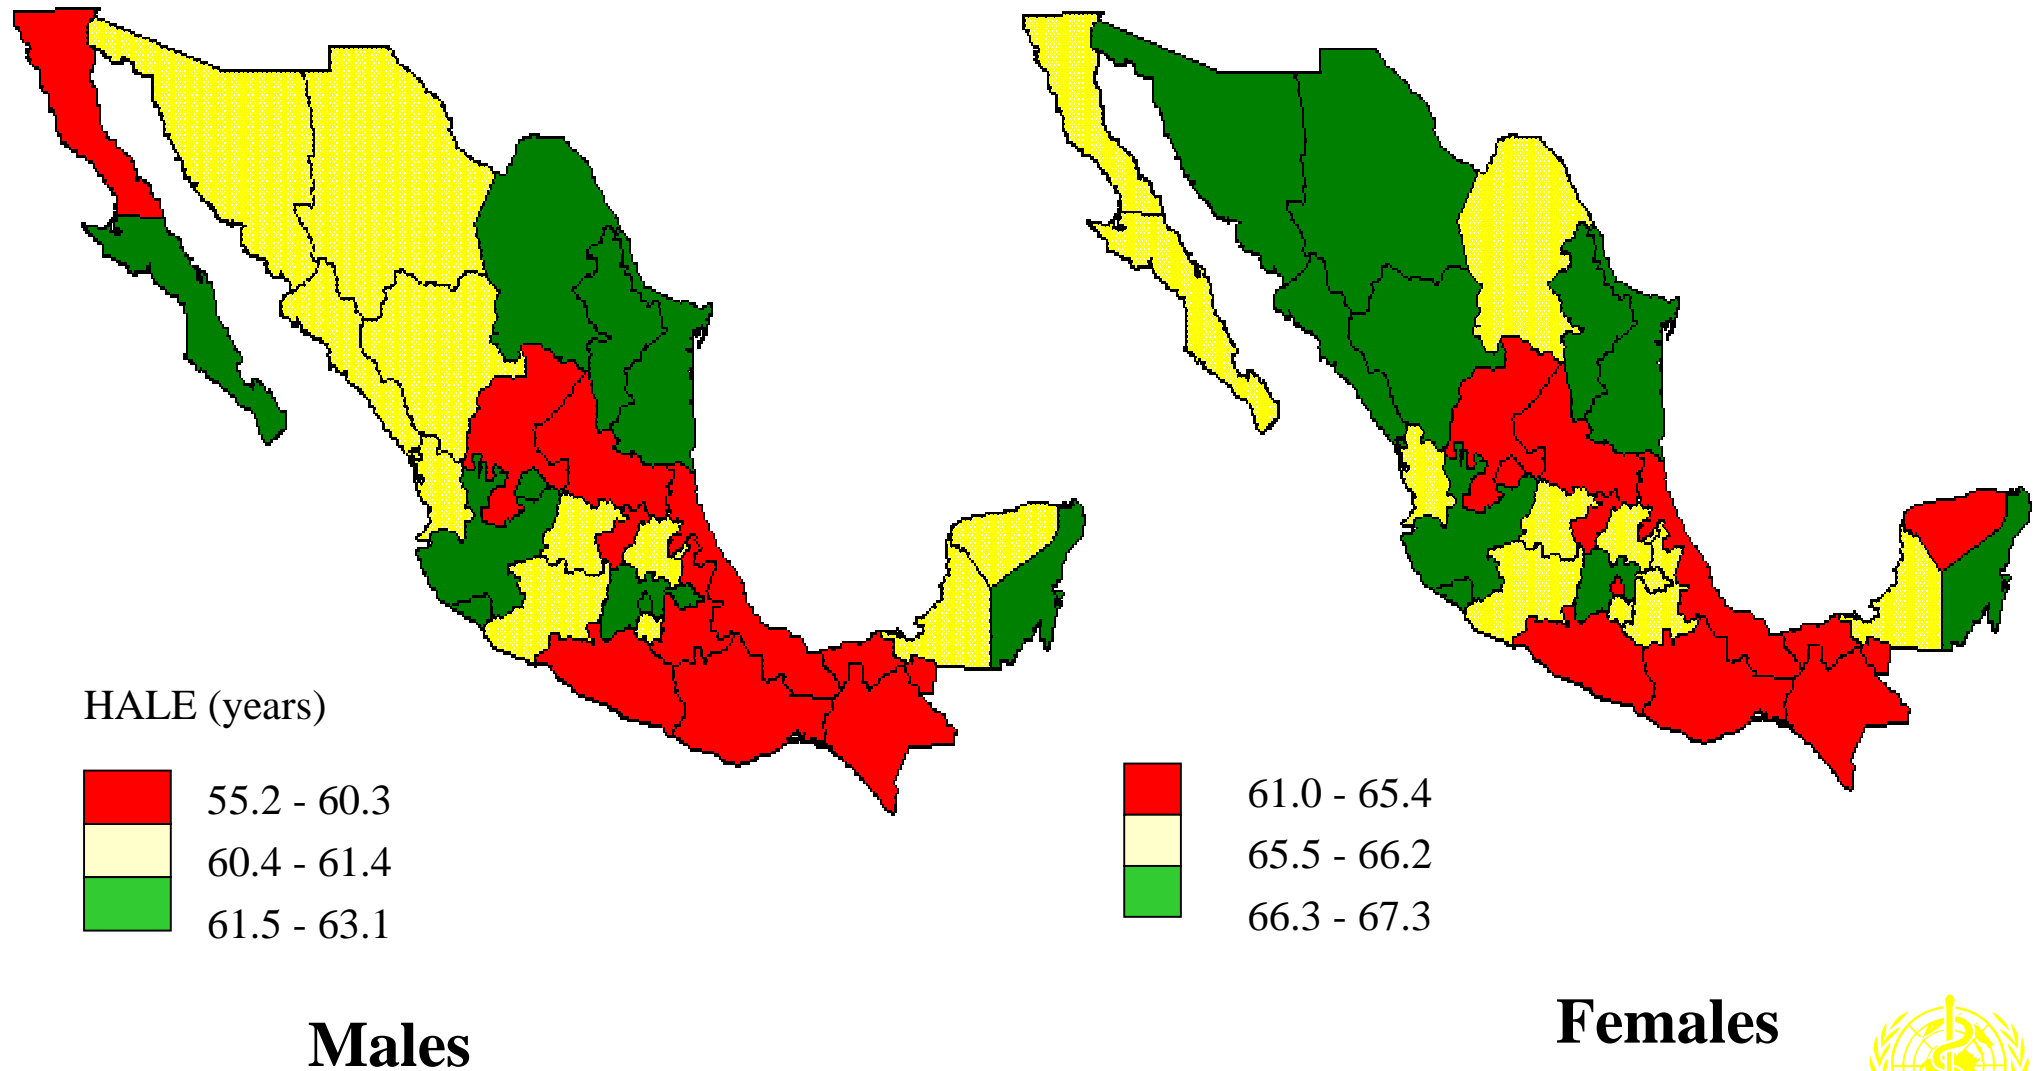 HALE (years)
55.2 - 60.3
60.4 - 61.4
61.5 - 63.1
61.0 - 65.4
65.5 - 66.2
66.3 - 67.3
Males
Females